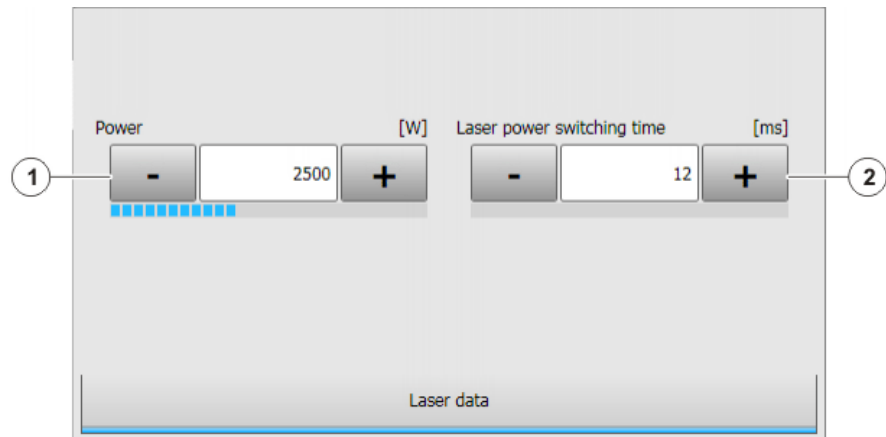 Power [W] Laser power switching time [ms]
1 - 2500 + - 12 + 2
Laser data